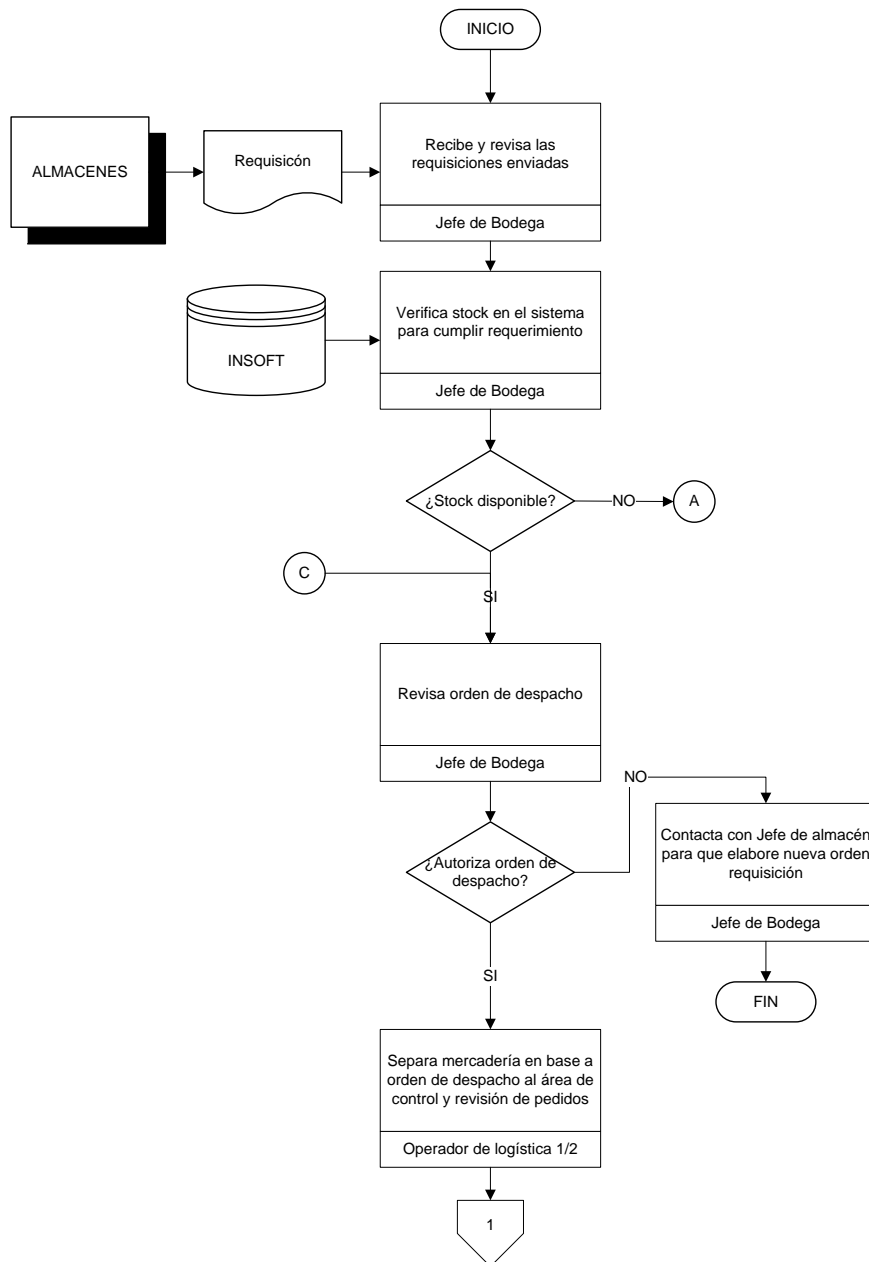 INICIO
ALMACENES
Requisicón
Recibe y revisa las
requisiciones enviadas
Jefe de Bodega
INSOFT
Verifica stock en el sistema
para cumplir requerimiento
Jefe de Bodega
¿Stock disponible?
NO
A
C
SI
Revisa orden de despacho
Jefe de Bodega
¿Autoriza orden de
despacho?
NO
Contacta con Jefe de almacén
para que elabore nueva orden
requisición
Jefe de Bodega
FIN
SI
Separa mercadería en base a
orden de despacho al área de
control y revisión de pedidos
Operador de logística 1/2
1